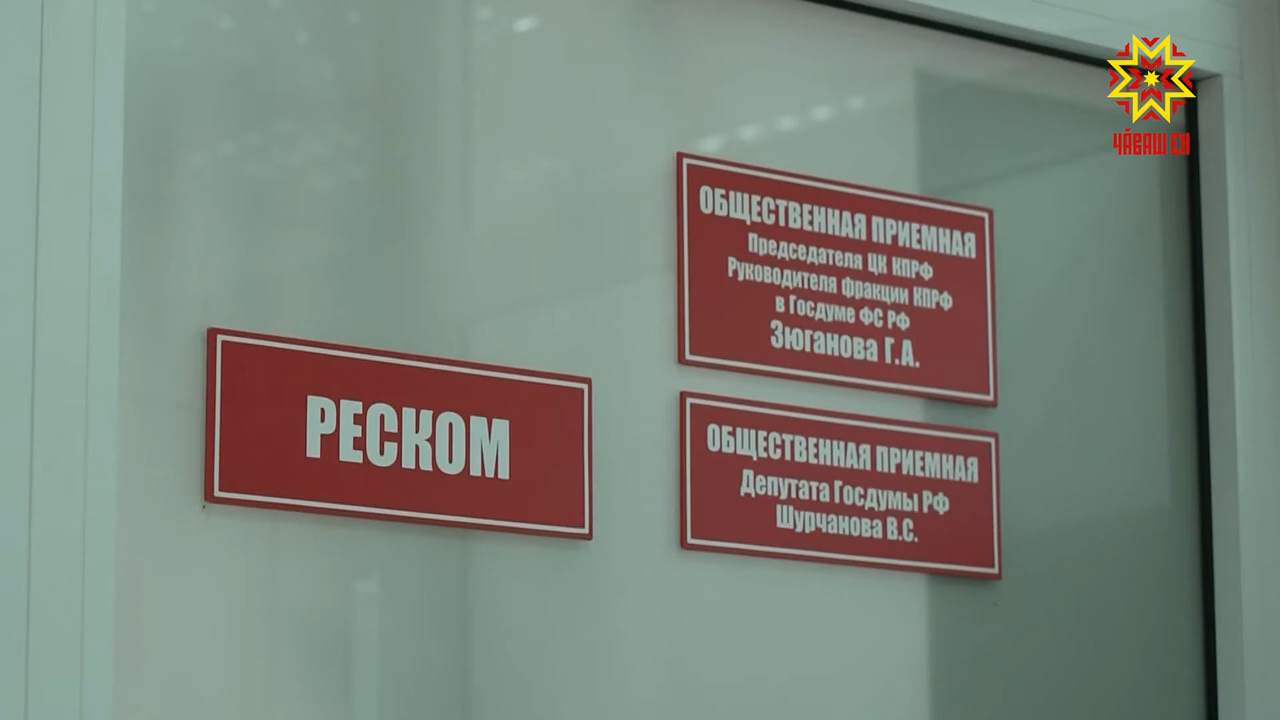 ЧӐВАШ ЕН
РЕСКОМ
ОБЩЕСТВЕННАЯ ПРИЕМНАЯ
Председателя ЦК КПРФ
Руководителя фракции КПРФ
в Госдуме ФС РФ
Зюганова Г.А.
ОБЩЕСТВЕННАЯ ПРИЕМНАЯ
Депутата Госдумы РФ
Шурчанова В.С.